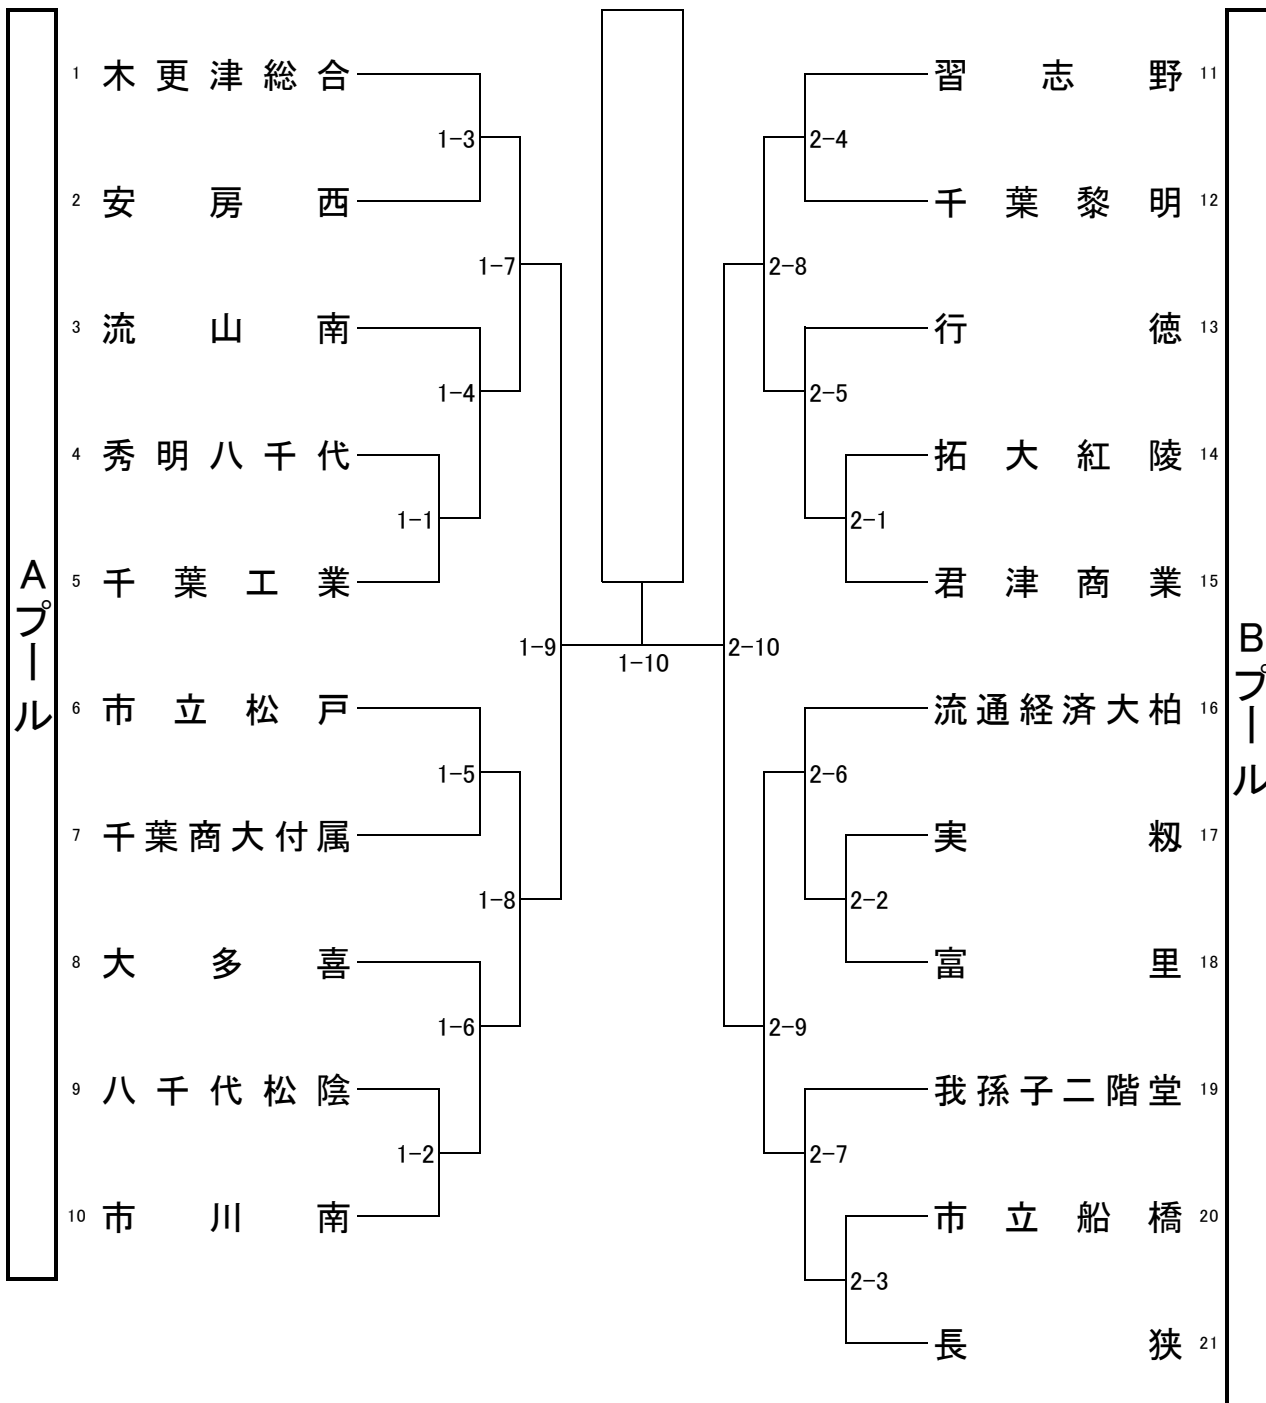 Aプール
1 木更津総合
2 安房西
3 流山南
4 秀明八千代
5 千葉工業
6 市立松戸
7 千葉商大付属
8 大多喜
9 八千代松陰
10 市川南
1-3
1-7
1-4
1-1
1-9
1-5
1-8
1-6
1-2
1-10
2-4
2-8
2-5
2-1
2-10
2-6
2-2
2-9
2-7
2-3
習志野 11
千葉黎明 12
行徳 13
拓大紅陵 14
君津商業 15
流通経済大柏 16
実籾 17
富里 18
我孫子二階堂 19
市立船橋 20
長狭 21
Bプール